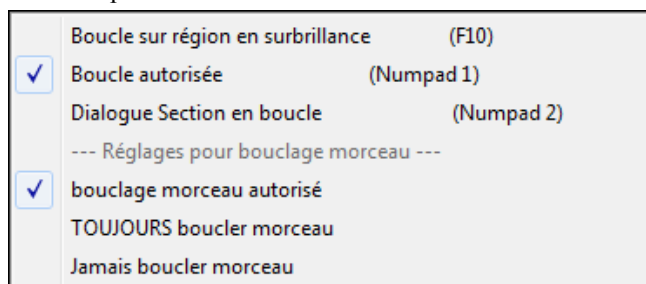 Boucle sur région en surbrillance (F10)
Boucle autorisée (Numpad 1)
Dialogue Section en boucle (Numpad 2)
--- Réglages pour bouclage morceau ---
bouclage morceau autorisé
TOUJOURS boucler morceau
Jamais boucler morceau